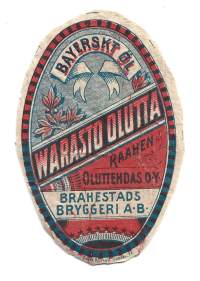 BAYERSKT ÖL
WARASTO OLUTTA
RAAHEN
OLUTTEHDAS O.Y.
BRAHESTADS
BRYGGERI A.B.